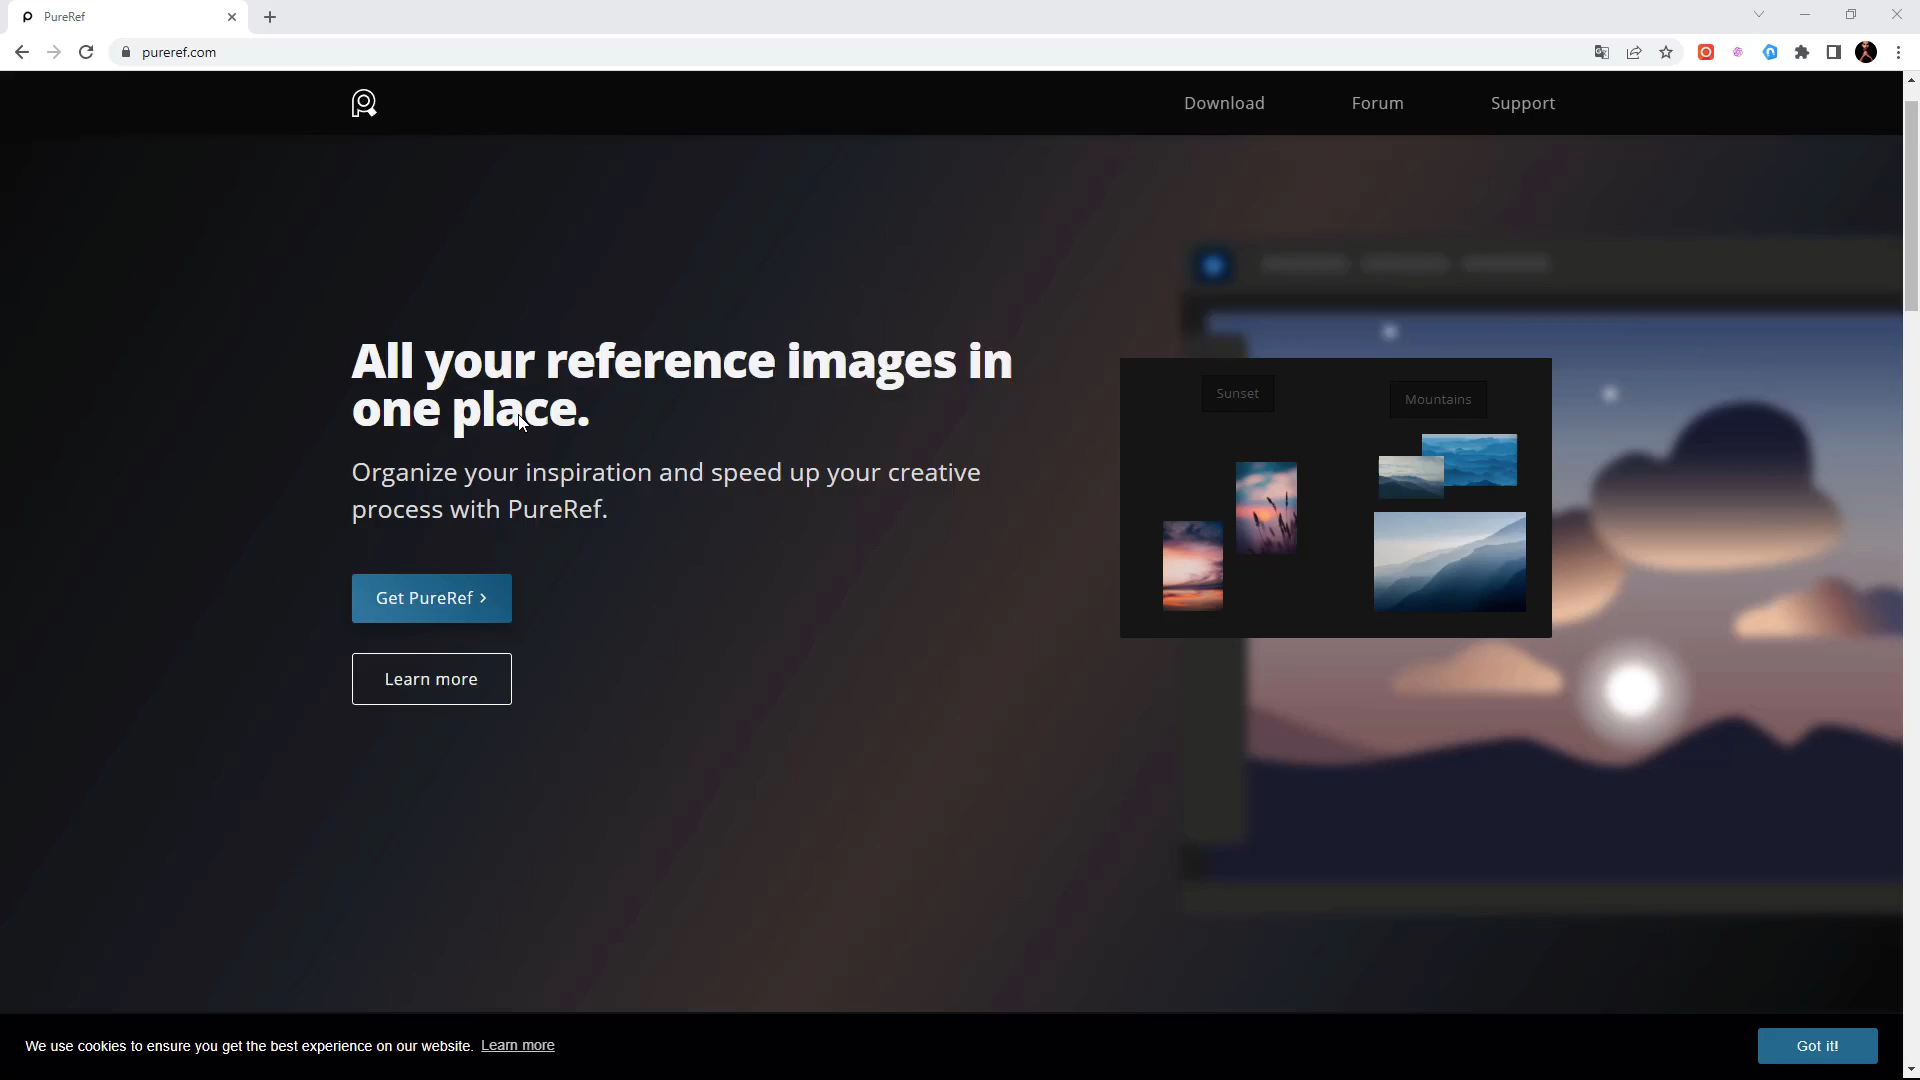 PureRef
pureref.com
Download
Forum
Support
All your reference images in
one place.
Organize your inspiration and speed up your creative
process with PureRef.
Get PureRef ›
Learn more
Sunset
Mountains
We use cookies to ensure you get the best experience on our website. Learn more
Got it!